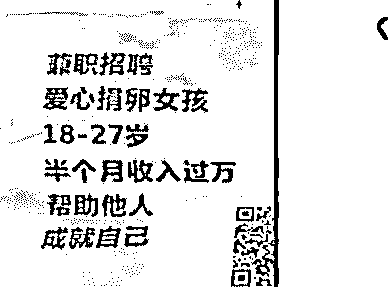 兼职招聘
爱心捐卵女孩
18-27岁
半个月收入过万
帮助他人
成就自己